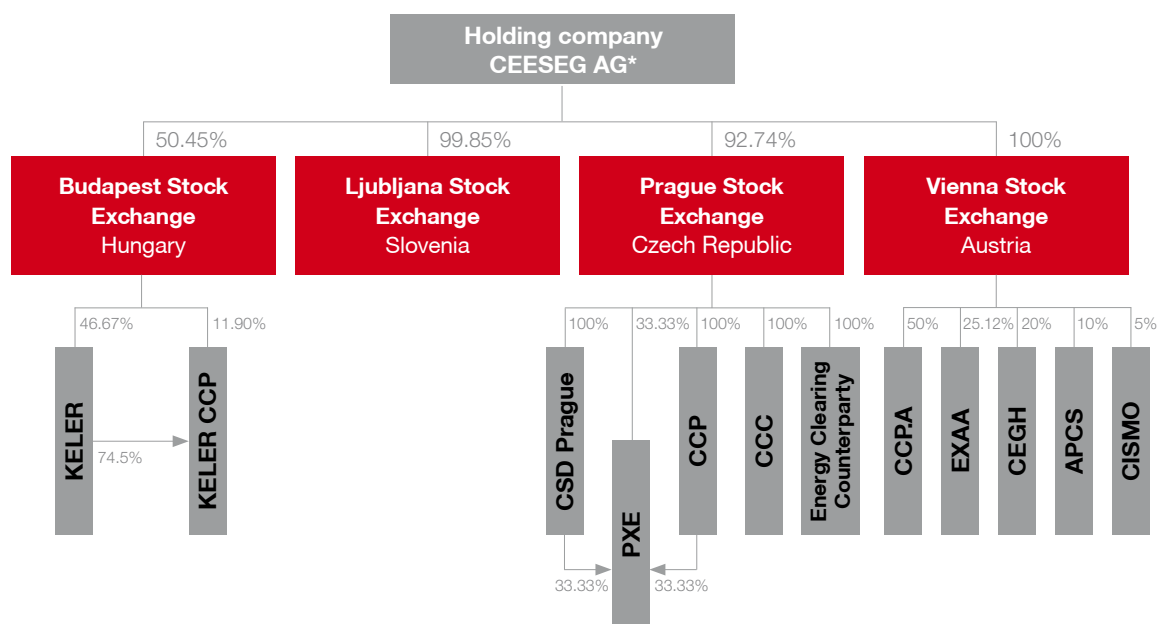 Holding company
CEESEG AG*
50.45%
99.85%
92.74%
100%
Budapest Stock
Exchange
Hungary
Ljubljana Stock
Exchange
Slovenia
Prague Stock
Exchange
Czech Republic
Vienna Stock
Exchange
Austria
46.67%
11.90%
100%
33.33%
100%
100%
100%
50%
25.12%
20%
10%
5%
KELER
74.5%
KELER CCP
CSD Prague
PXE
CCP
CCC
Energy Clearing
Counterparty
CCP.A
EXAA
CEGH
APCS
CISMO
33.33%
33.33%